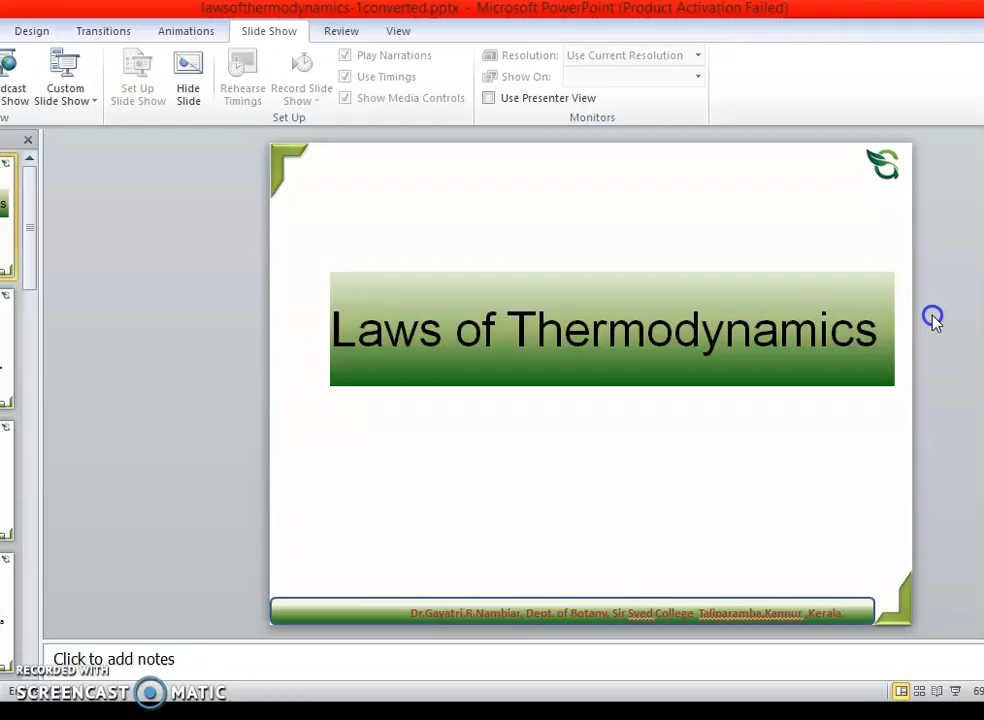 lawsofthermodynamics-1converted.pptx - Microsoft PowerPoint (Product Activation Failed)
Design Transitions Animations Slide Show Review View
Show
Custom Slide Show
Set Up Slide Show
Hide Slide
Rehearse Timings
Record Slide Show
Play Narrations
Use Timings
Show Media Controls
Set Up
Resolution: Use Current Resolution
Show On:
Use Presenter View
Monitors
Laws of Thermodynamics
Dr.Gayatri.R.Nambiar, Dept. of Botany, Sir Syed College Taliparamba,Kannur ,Kerala.
Click to add notes
RECORDED WITH
SCREENCAST MATIC